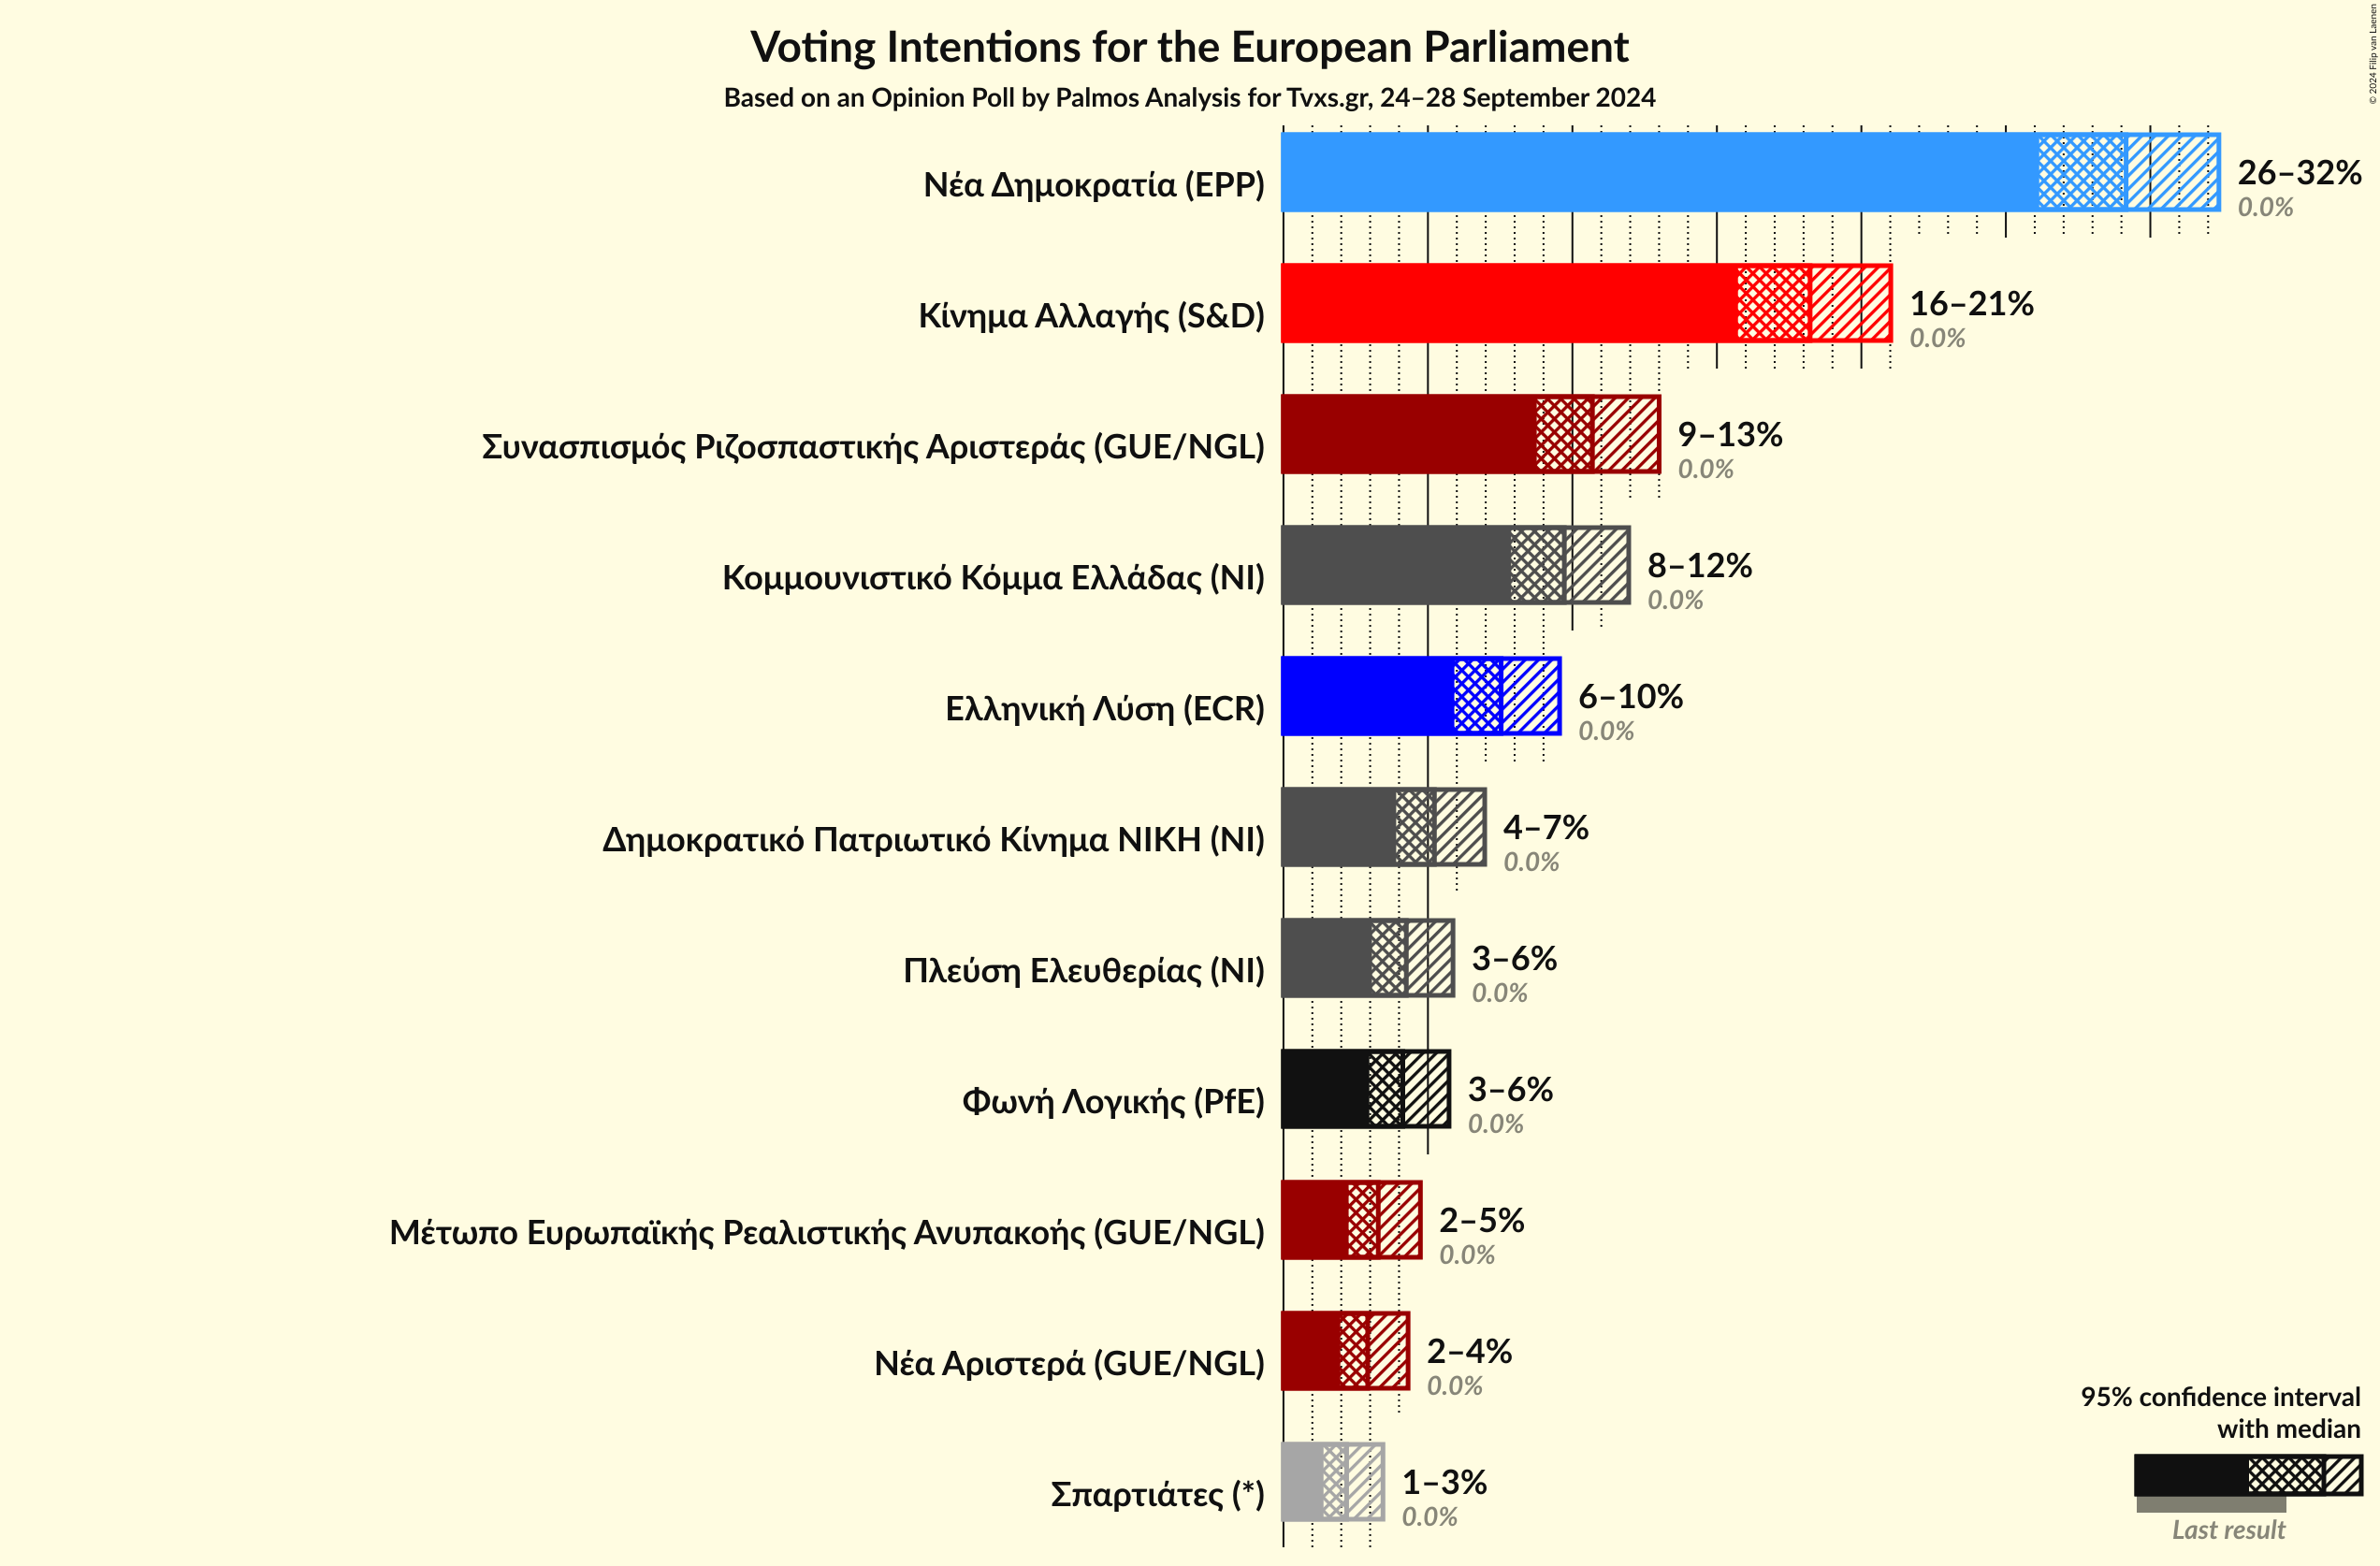 Voting Intentions for the European Parliament
Based on an Opinion Poll by Palmos Analysis for Tvxs.gr, 24–28 September 2024
© 2024 Filip van Laenen
Νέα Δημοκρατία (EPP)
26–32%
0.0%
Κίνημα Αλλαγής (S&D)
16–21%
0.0%
Συνασπισμός Ριζοσπαστικής Αριστεράς (GUE/NGL)
9–13%
0.0%
Κομμουνιστικό Κόμμα Ελλάδας (NI)
8–12%
0.0%
Ελληνική Λύση (ECR)
6–10%
0.0%
Δημοκρατικό Πατριωτικό Κίνημα ΝΙΚΗ (NI)
4–7%
0.0%
Πλεύση Ελευθερίας (NI)
3–6%
0.0%
Φωνή Λογικής (PfE)
3–6%
0.0%
Μέτωπο Ευρωπαϊκής Ρεαλιστικής Ανυπακοής (GUE/NGL)
2–5%
0.0%
Νέα Αριστερά (GUE/NGL)
2–4%
0.0%
Σπαρτιάτες (*)
1–3%
0.0%
95% confidence interval
with median
Last result